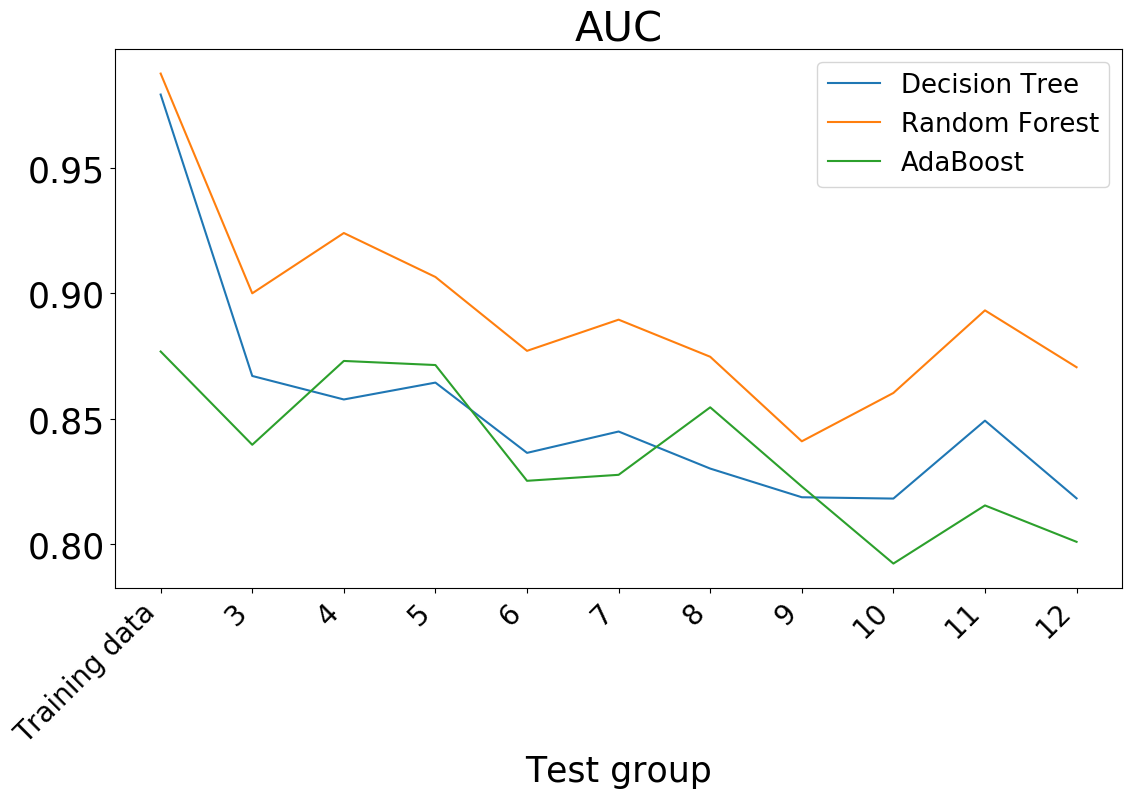 AUC
Decision Tree
Random Forest
AdaBoost
0.95
0.90
0.85
0.80
Training data
3
4
5
6
7
8
9
10
11
12
Test group